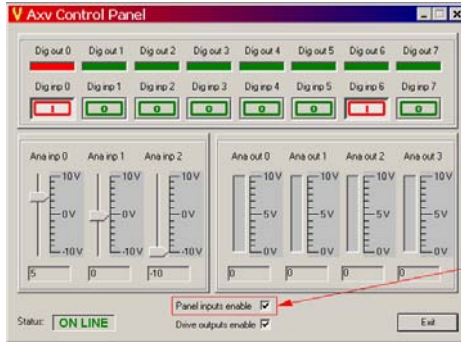 V Axv Control Panel
Dig out 0 Dig out 1 Dig out 2 Dig out 3 Dig out 4 Dig out 5 Dig out 6 Dig out 7
Dig inp 0 Dig inp 1 Dig inp 2 Dig inp 3 Dig inp 4 Dig inp 5 Dig inp 6 Dig inp 7
I 0 0 0 0 0 I 0
Ana inp 0 Ana inp 1 Ana inp 2 Ana out 0 Ana out 1 Ana out 2 Ana out 3
10V 10V 10V 10V 10V 10V 10V
0V 0V 0V 5V 5V 5V 5V
-10V -10V -10V 0V 0V 0V 0V
5 0 -10 0 0 0 0
Panel inputs enable
Status: ON LINE Drive outputs enable Exit